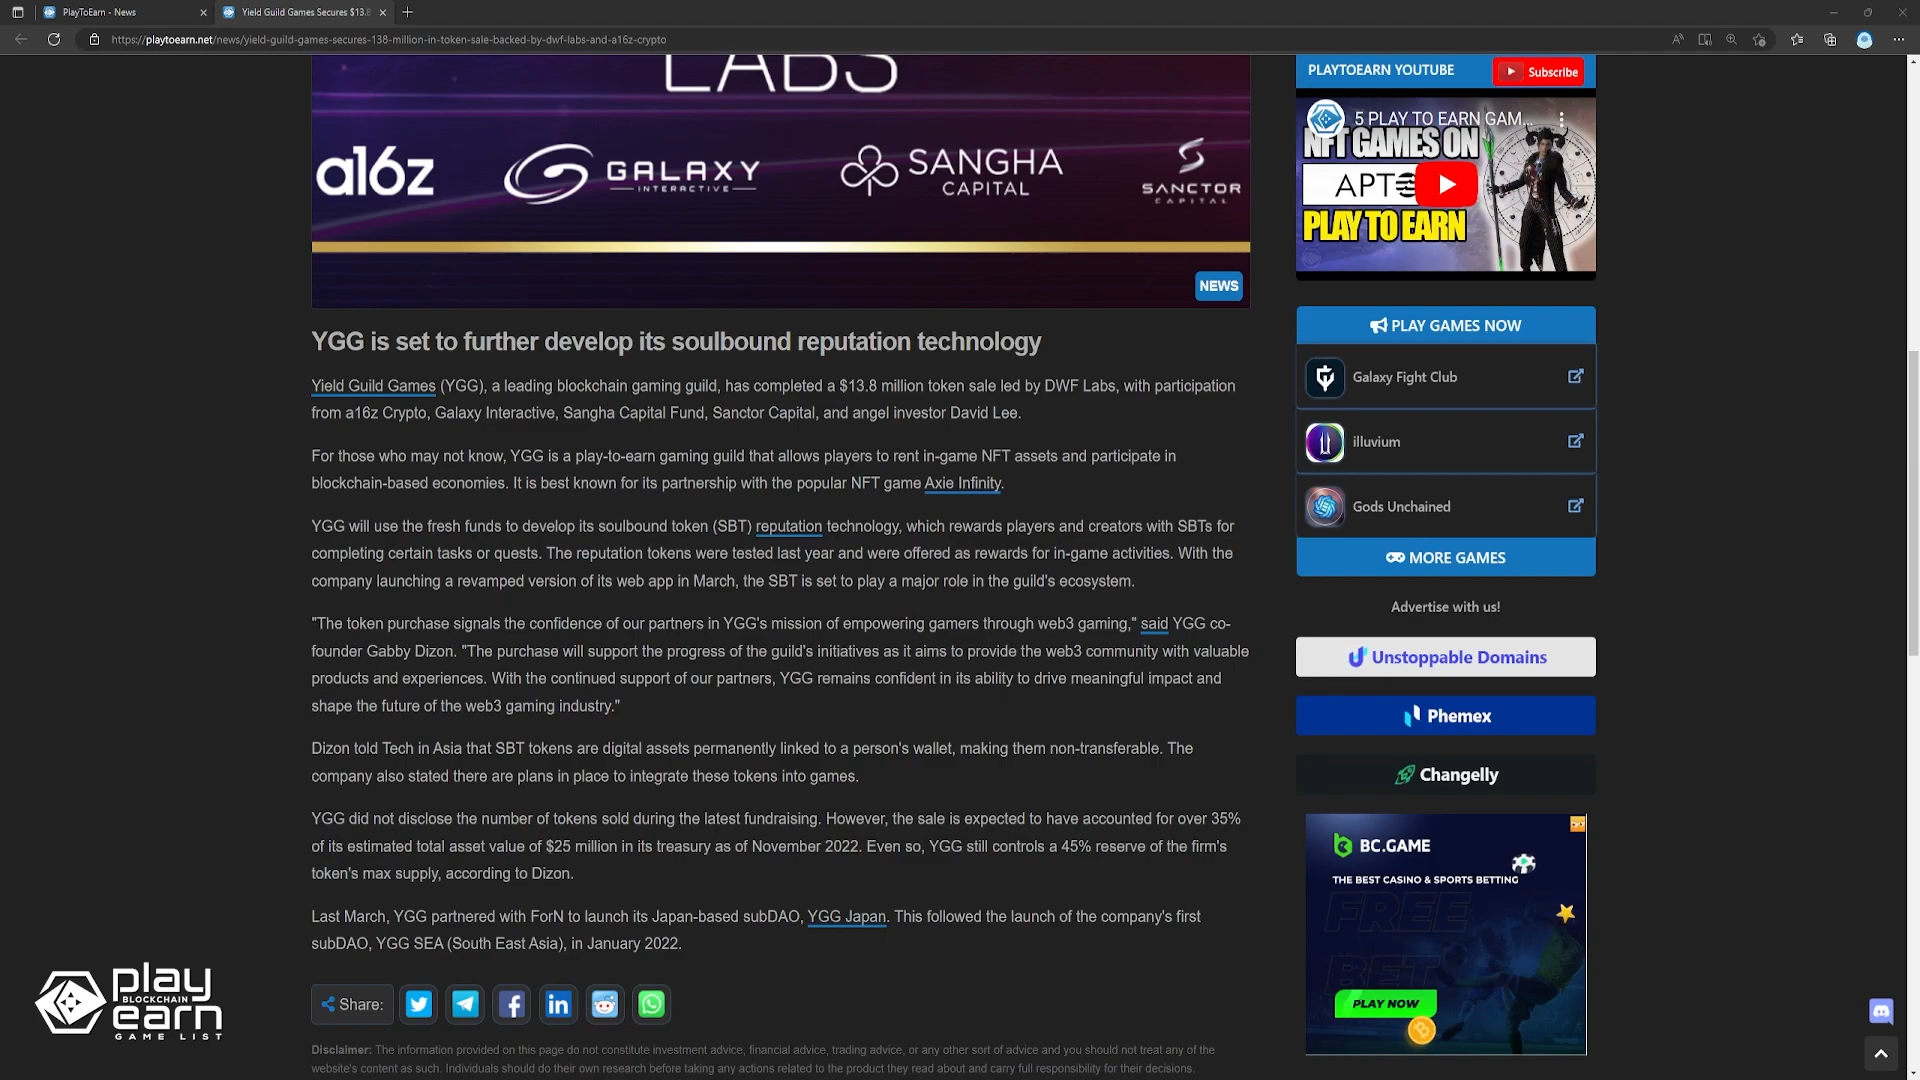 PlayToEarn - News
Yield Guild Games Secures $13.8
https://playtoearn.net/news/yield-guild-games-secures-138-million-in-token-sale-backed-by-dwf-labs-and-a16z-crypto
LABS
a16z
GALAXY
INTERACTIVE
SANGHA
CAPITAL
SANCTOR
CAPITAL
NEWS
YGG is set to further develop its soulbound reputation technology
Yield Guild Games (YGG), a leading blockchain gaming guild, has completed a $13.8 million token sale led by DWF Labs, with participation
from a16z Crypto, Galaxy Interactive, Sangha Capital Fund, Sanctor Capital, and angel investor David Lee.
For those who may not know, YGG is a play-to-earn gaming guild that allows players to rent in-game NFT assets and participate in
blockchain-based economies. It is best known for its partnership with the popular NFT game Axie Infinity.
YGG will use the fresh funds to develop its soulbound token (SBT) reputation technology, which rewards players and creators with SBTs for
completing certain tasks or quests. The reputation tokens were tested last year and were offered as rewards for in-game activities. With the
company launching a revamped version of its web app in March, the SBT is set to play a major role in the guild's ecosystem.
"The token purchase signals the confidence of our partners in YGG's mission of empowering gamers through web3 gaming," said YGG co-
founder Gabby Dizon. "The purchase will support the progress of the guild's initiatives as it aims to provide the web3 community with valuable
products and experiences. With the continued support of our partners, YGG remains confident in its ability to drive meaningful impact and
shape the future of the web3 gaming industry."
Dizon told Tech in Asia that SBT tokens are digital assets permanently linked to a person's wallet, making them non-transferable. The
company also stated there are plans in place to integrate these tokens into games.
YGG did not disclose the number of tokens sold during the latest fundraising. However, the sale is expected to have accounted for over 35%
of its estimated total asset value of $25 million in its treasury as of November 2022. Even so, YGG still controls a 45% reserve of the firm's
token's max supply, according to Dizon.
Last March, YGG partnered with ForN to launch its Japan-based subDAO, YGG Japan. This followed the launch of the company's first
subDAO, YGG SEA (South East Asia), in January 2022.
Share:
Disclaimer: The information provided on this page do not constitute investment advice, financial advice, trading advice, or any other sort of advice and you should not treat any of the
website's content as such. Individuals should do their own research before taking any actions related to the product they read about and carry full responsibility for their decisions.
PLAYTOEARN YOUTUBE
Subscribe
5 PLAY TO EARN GAM...
NFT GAMES ON
APT
PLAY TO EARN
PLAY GAMES NOW
Galaxy Fight Club
illuvium
Gods Unchained
MORE GAMES
Advertise with us!
Unstoppable Domains
Phemex
Changelly
BC.GAME
THE BEST CASINO & SPORTS BETTING
FREE
BET
PLAY NOW
play
BLOCKCHAIN
earn
GAME LIST